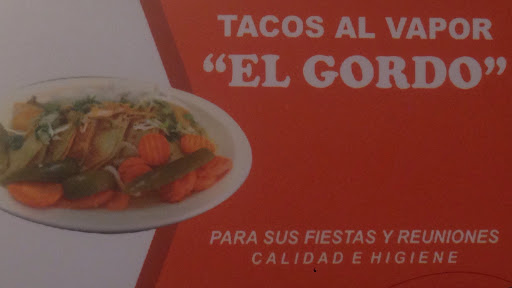 TACOS AL VAPOR
“EL GORDO”
PARA SUS FIESTAS Y REUNIONES
CALIDAD E HIGIENE